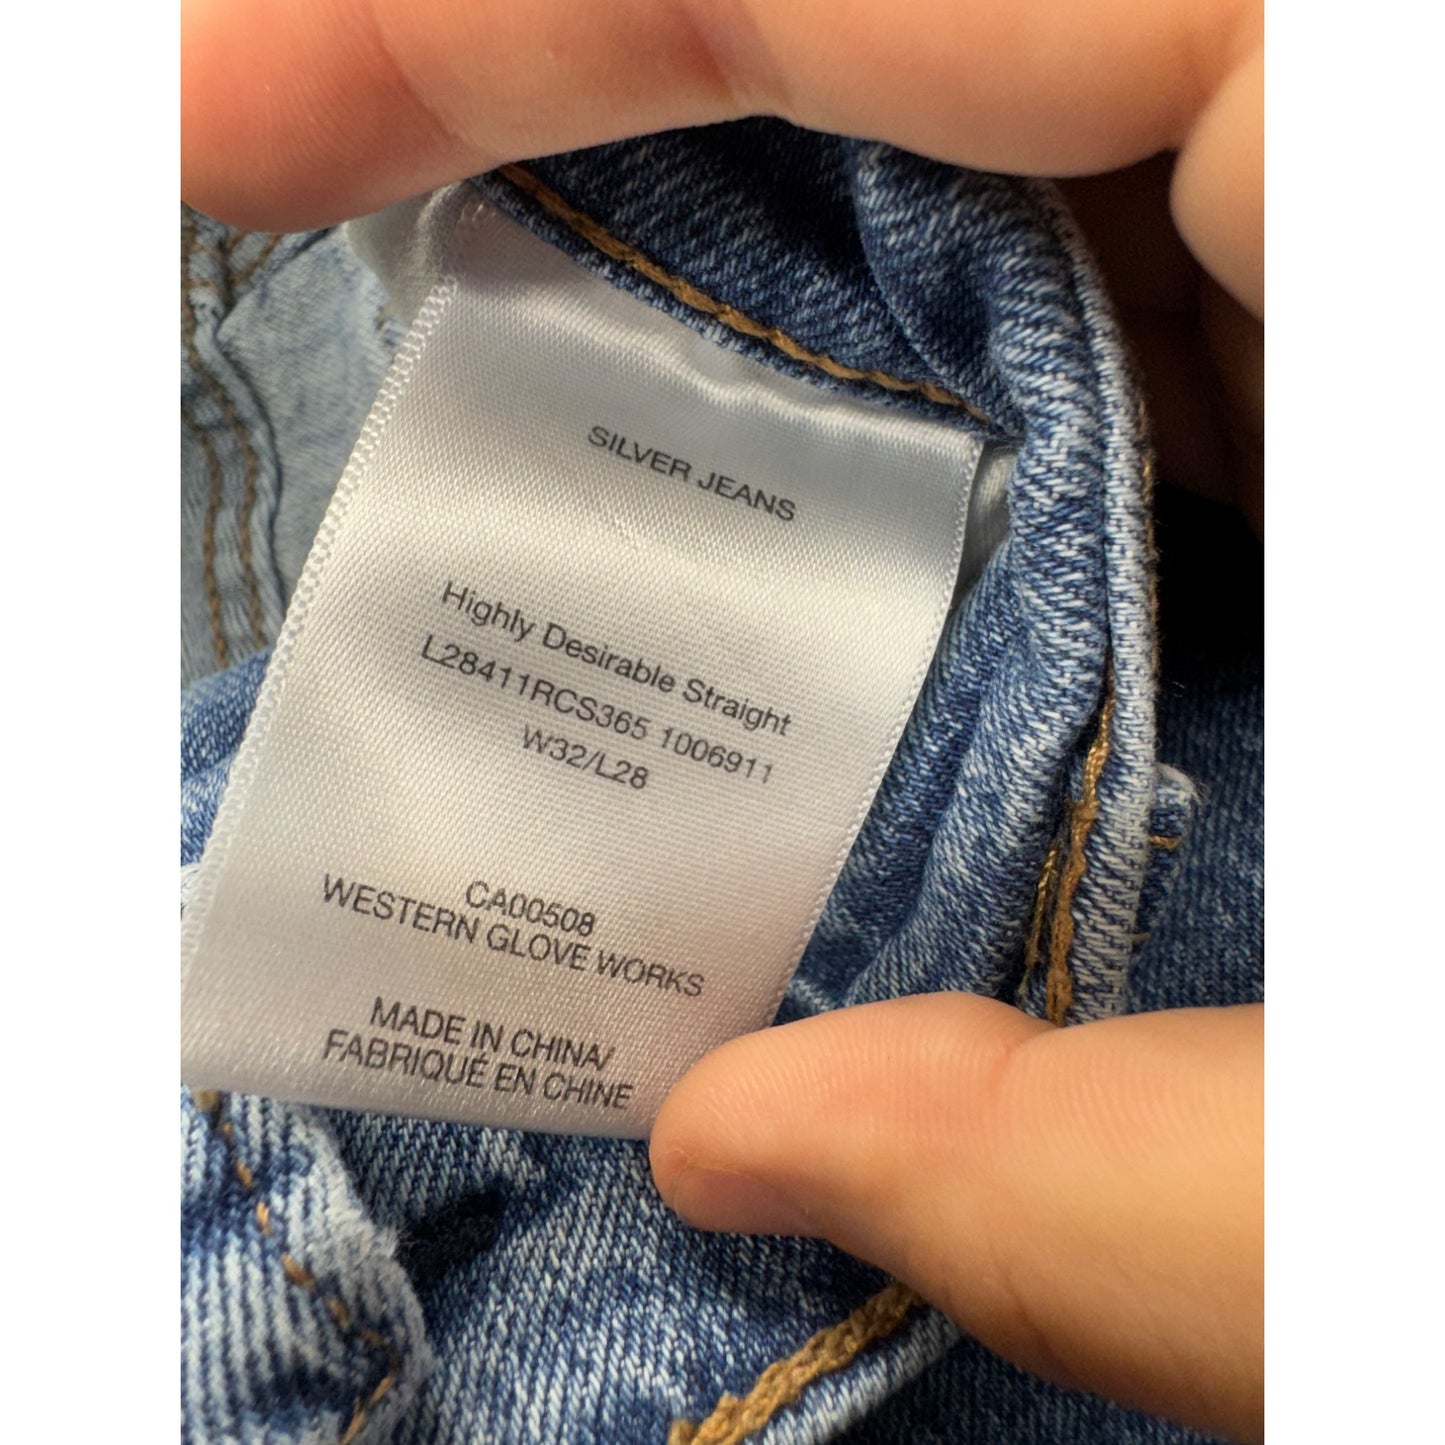 SILVER JEANS
Highly Desirable Straight
L28411RCS365 1006911
W32/L28
CA00508
WESTERN GLOVE WORKS
MADE IN CHINA/
FABRIQUÉ EN CHINE